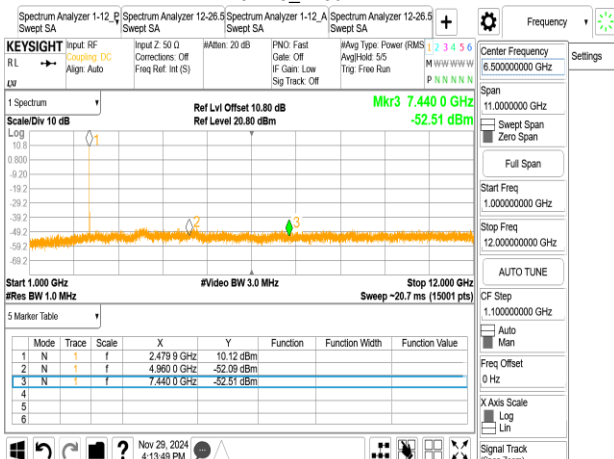 Spectrum Analyzer 1-12_P Spectrum Analyzer 12-26.5 Spectrum Analyzer 1-12_A Spectrum Analyzer 12-26.5
Swept SA Swept SA Swept SA Swept SA
+
Frequency
Settings
KEYSIGHT Input: RF Input Z: 50 Ω #Atten: 20 dB PNO: Fast #Avg Type: Power (RMS 1 2 3 4 5 6
RL Coupling: DC Corrections: Off Gate: Off Avg|Hold: 5/5 M W W W W W
Align: Auto Freq Ref: Int (S) IF Gain: Low Trig: Free Run
Sig Track: Off P N N N N N
1 Spectrum
Scale/Div 10 dB
Ref Lvl Offset 10.80 dB
Ref Level 20.80 dBm
Mkr3 7.440 0 GHz
-52.51 dBm
Log
10.8
0.800
-9.20
-19.2
-29.2
-39.2
-49.2
-59.2
-69.2
1
2
3
Start 1.000 GHz #Video BW 3.0 MHz Stop 12.000 GHz
#Res BW 1.0 MHz Sweep ~20.7 ms (15001 pts)
5 Marker Table
Mode Trace Scale X Y Function Function Width Function Value
1 N 1 f 2.479 9 GHz 10.12 dBm
2 N 1 f 4.960 0 GHz -52.09 dBm
3 N 1 f 7.440 0 GHz -52.51 dBm
4
5
6
?
Nov 29, 2024
4:13:49 PM
Center Frequency
6.500000000 GHz
Span
11.0000000 GHz
Swept Span
Zero Span
Full Span
Start Freq
1.000000000 GHz
Stop Freq
12.000000000 GHz
AUTO TUNE
CF Step
1.100000000 GHz
Auto
Man
Freq Offset
0 Hz
X Axis Scale
Log
Lin
Signal Track